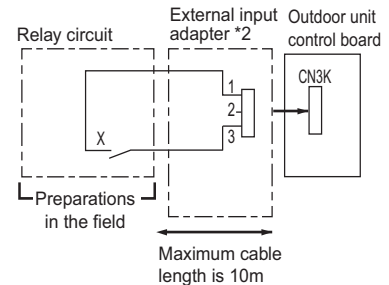 Relay circuit
External input
adapter *2
Outdoor unit
control board
CN3K
1
2
3
X
Preparations
in the field
Maximum cable
length is 10m